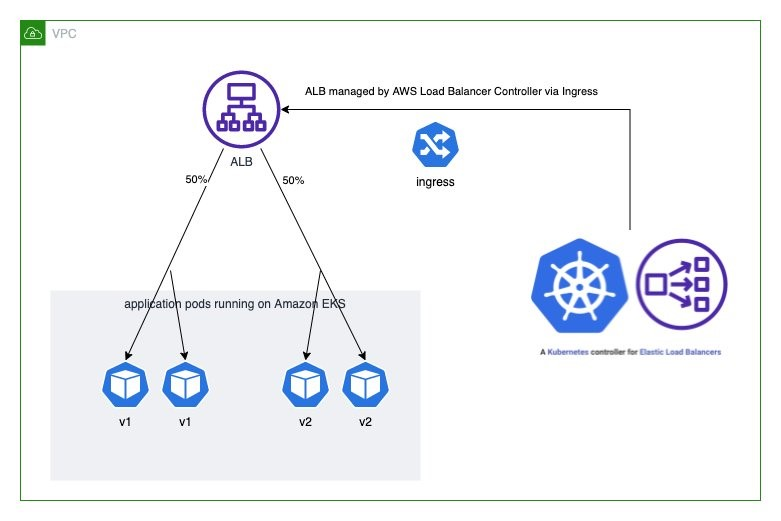 VPC
ALB managed by AWS Load Balancer Controller via Ingress
ALB
ingress
50%
50%
application pods running on Amazon EKS
A Kubernetes controller for Elastic Load Balancers
v1
v1
v2
v2